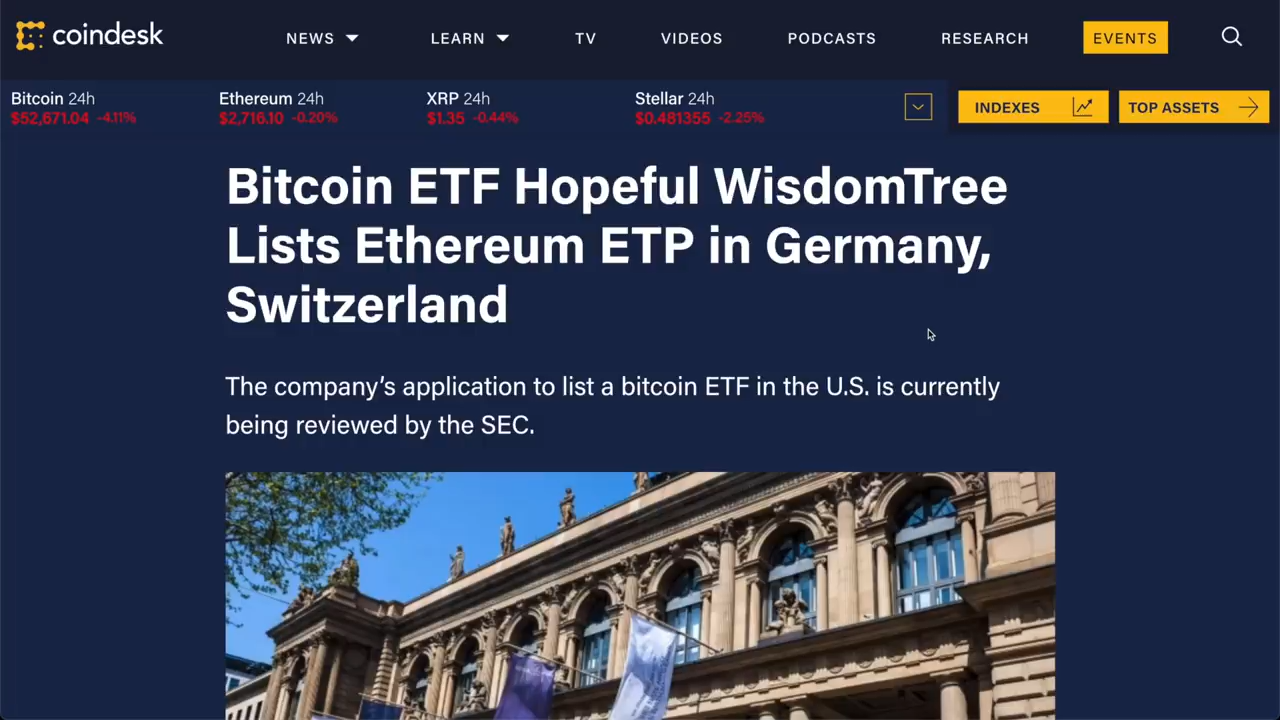 coindesk
NEWS LEARN TV VIDEOS PODCASTS RESEARCH EVENTS
Bitcoin 24h Ethereum 24h XRP 24h Stellar 24h
$52,671.04 -4.11% $2,716.10 -0.20% $1.35 -0.44% $0.481355 -2.25%
INDEXES TOP ASSETS
Bitcoin ETF Hopeful WisdomTree
Lists Ethereum ETP in Germany,
Switzerland
The company's application to list a bitcoin ETF in the U.S. is currently
being reviewed by the SEC.